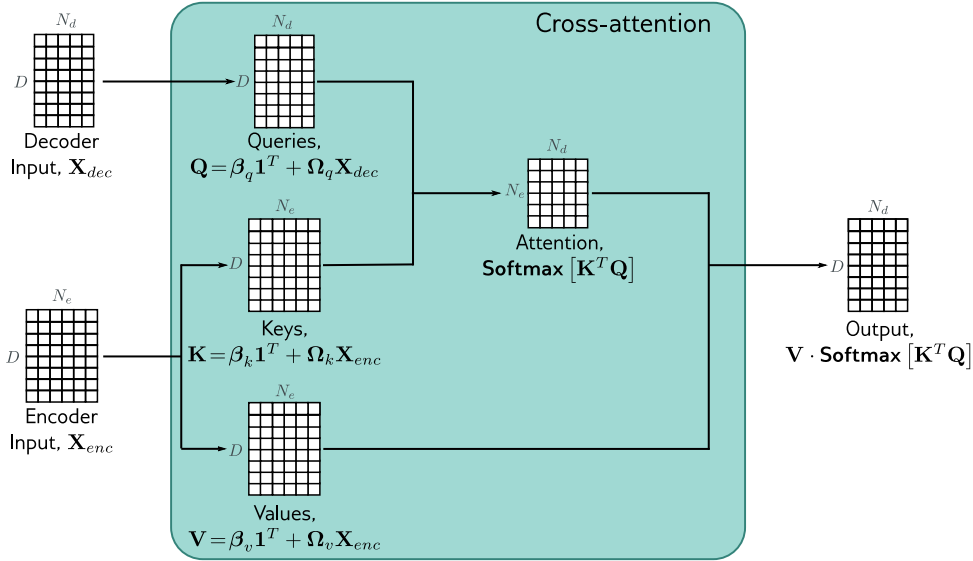 Cross-attention
N_d
D
Decoder
Input, X_dec
N_d
D
Queries,
Q = β_q 1^T + Ω_q X_dec
N_e
D
Keys,
K = β_k 1^T + Ω_k X_enc
N_e
D
Encoder
Input, X_enc
N_e
D
Values,
V = β_v 1^T + Ω_v X_enc
N_d
N_e
Attention,
Softmax [K^T Q]
N_d
D
Output,
V · Softmax [K^T Q]